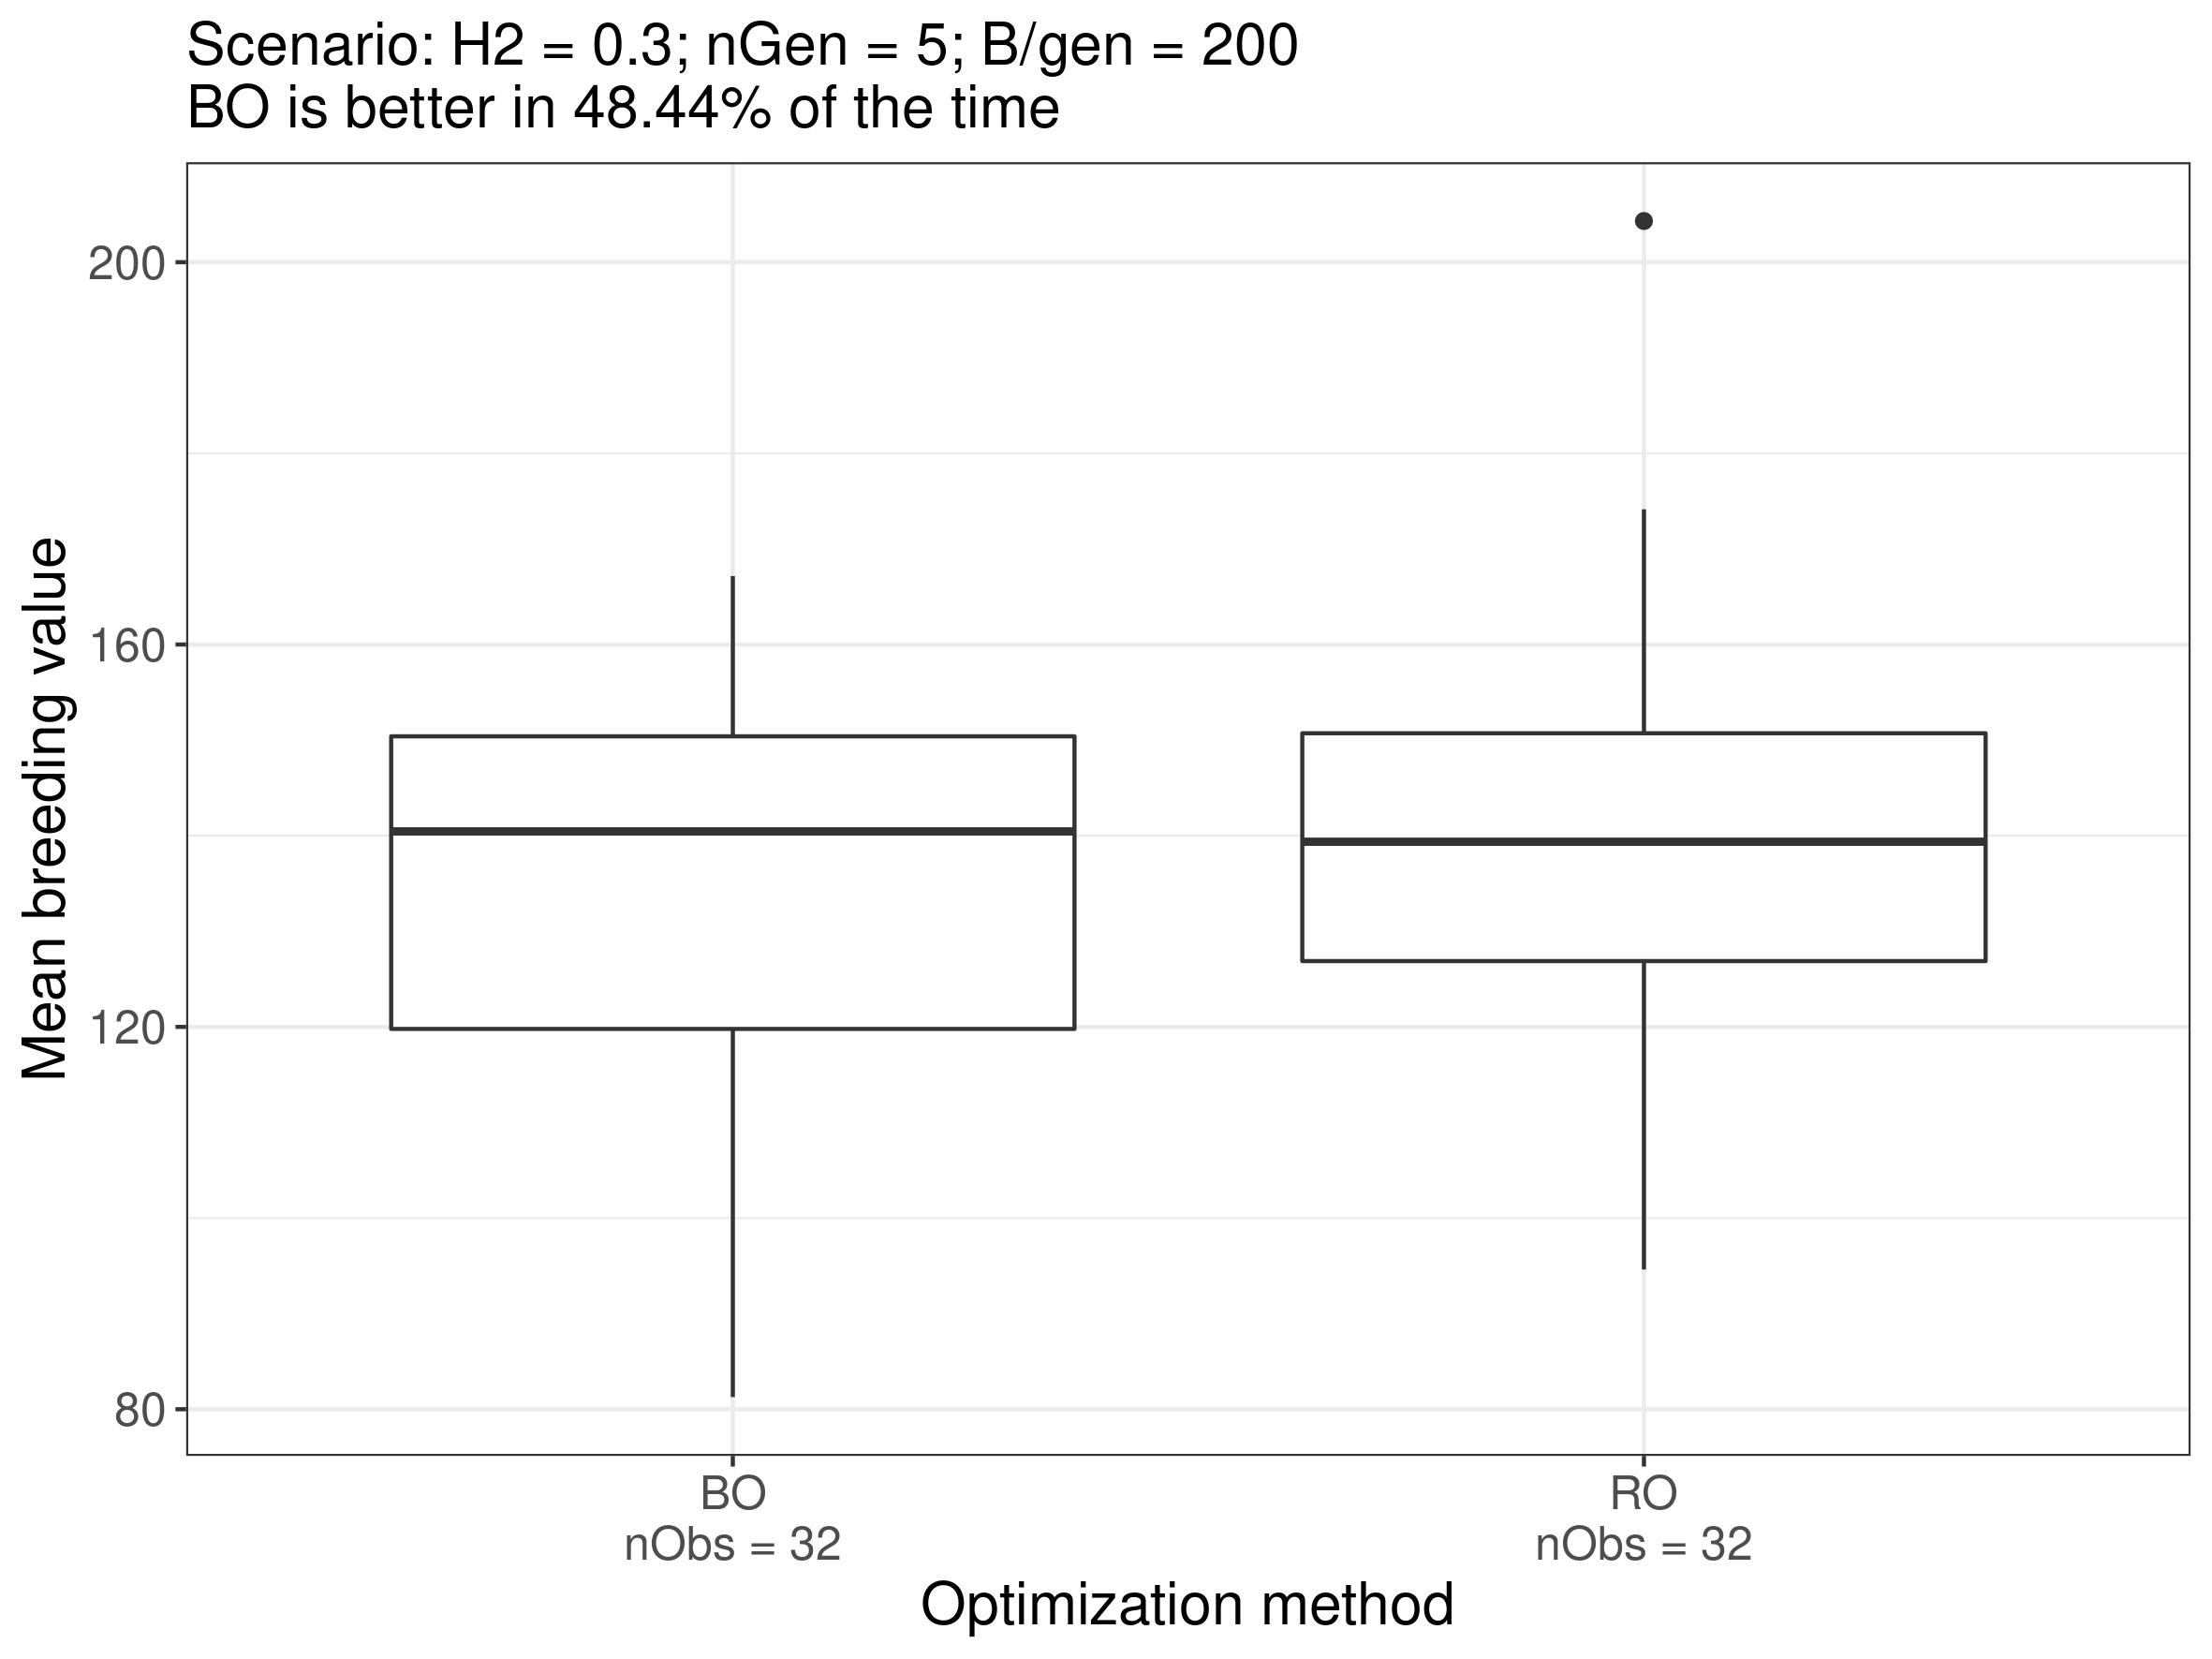 Scenario: H2 = 0.3; nGen = 5; B/gen = 200
BO is better in 48.44% of the time
Mean breeding value
200
160
120
80
BO
nObs = 32
RO
nObs = 32
Optimization method